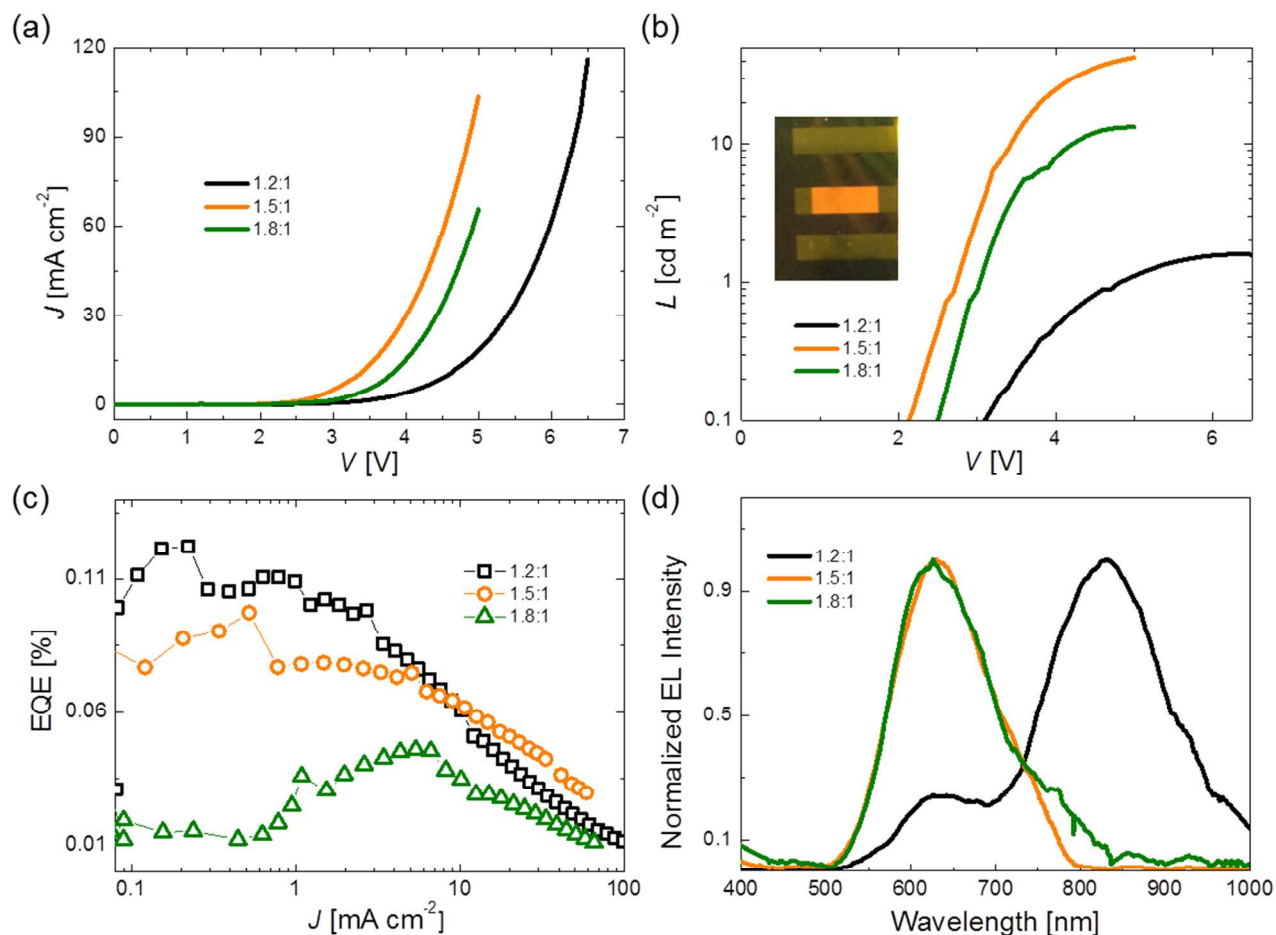 (a)
120
90
60
30
0
J [mA cm⁻²]
1.2:1
1.5:1
1.8:1
0 1 2 3 4 5 6 7
V [V]
(b)
10
1
0.1
L [cd m⁻²]
1.2:1
1.5:1
1.8:1
0 2 4 6
V [V]
(c)
0.11
0.06
0.01
EQE [%]
1.2:1
1.5:1
1.8:1
0.1 1 10 100
J [mA cm⁻²]
(d)
0.9
0.5
0.1
Normalized EL Intensity
1.2:1
1.5:1
1.8:1
400 500 600 700 800 900 1000
Wavelength [nm]